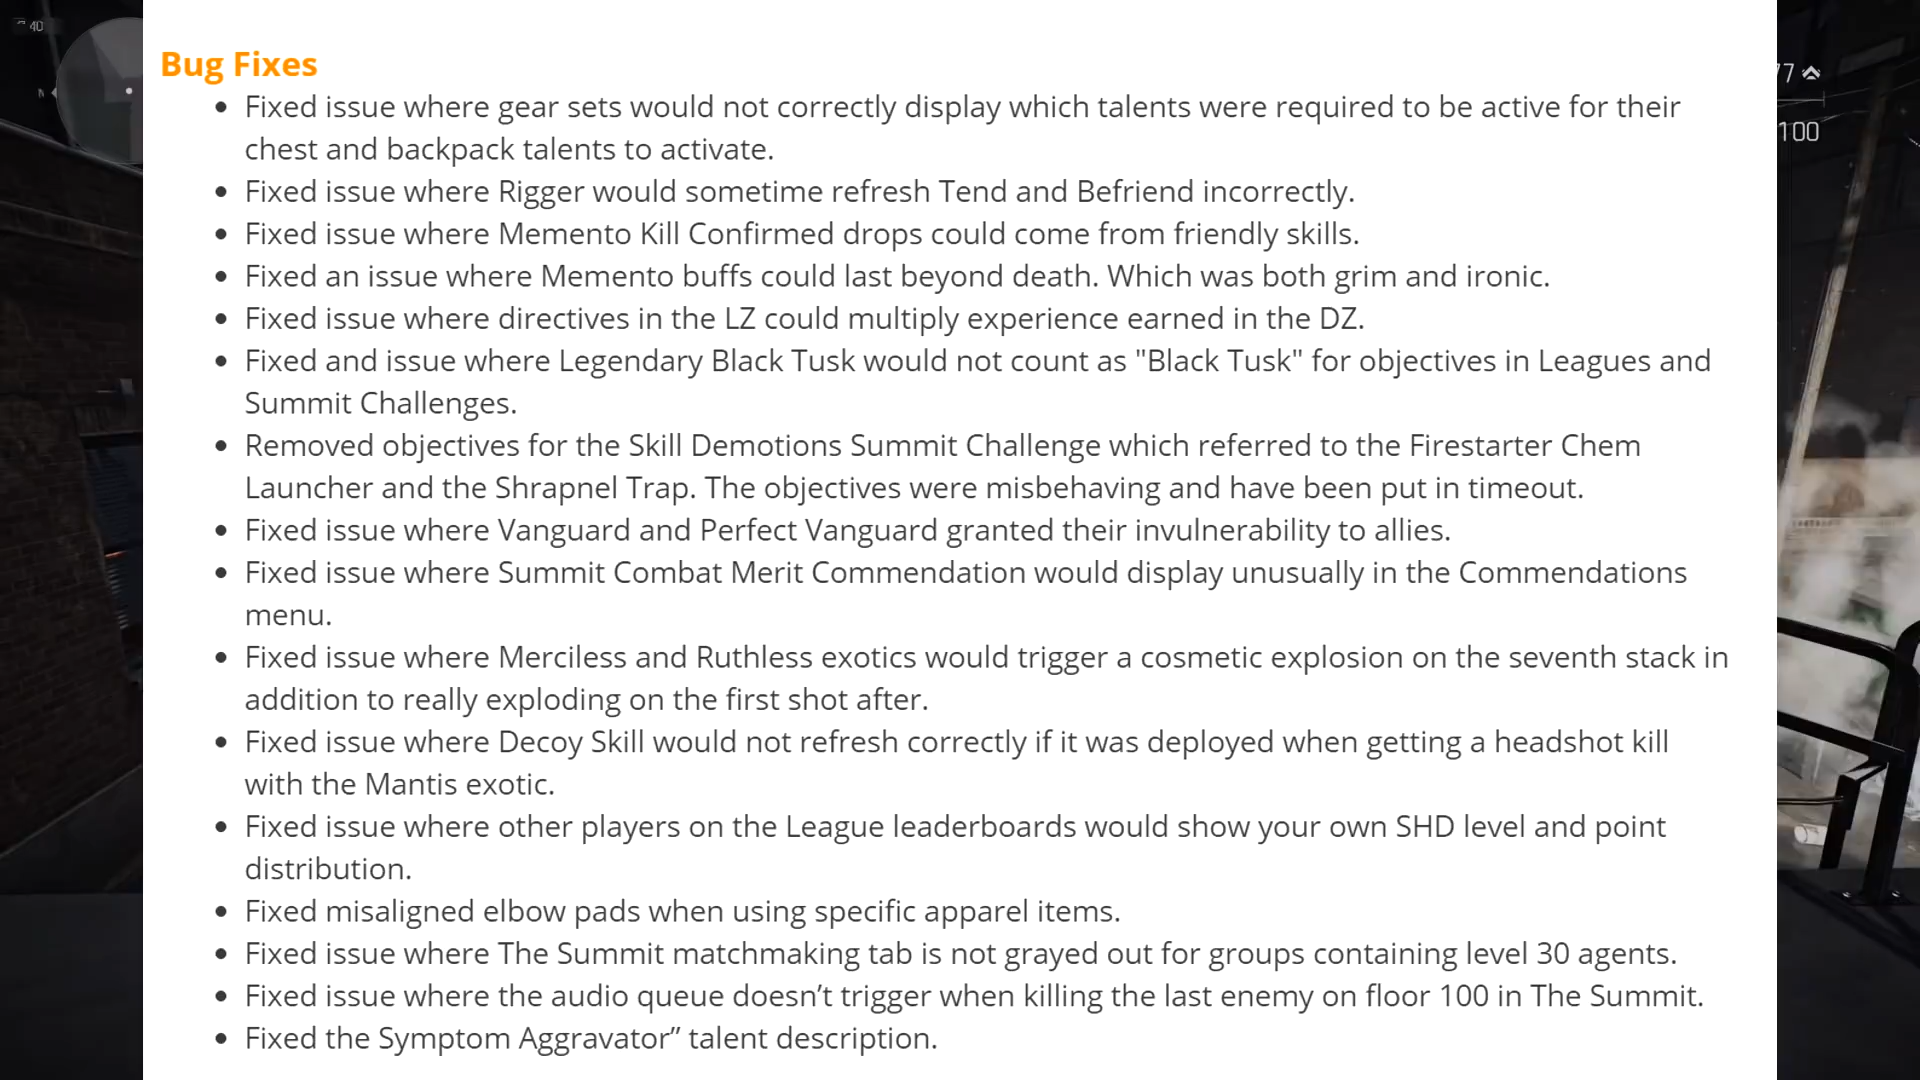 40
N
77
100
Bug Fixes
• Fixed issue where gear sets would not correctly display which talents were required to be active for their
chest and backpack talents to activate.
• Fixed issue where Rigger would sometime refresh Tend and Befriend incorrectly.
• Fixed issue where Memento Kill Confirmed drops could come from friendly skills.
• Fixed an issue where Memento buffs could last beyond death. Which was both grim and ironic.
• Fixed issue where directives in the LZ could multiply experience earned in the DZ.
• Fixed and issue where Legendary Black Tusk would not count as "Black Tusk" for objectives in Leagues and
Summit Challenges.
• Removed objectives for the Skill Demotions Summit Challenge which referred to the Firestarter Chem
Launcher and the Shrapnel Trap. The objectives were misbehaving and have been put in timeout.
• Fixed issue where Vanguard and Perfect Vanguard granted their invulnerability to allies.
• Fixed issue where Summit Combat Merit Commendation would display unusually in the Commendations
menu.
• Fixed issue where Merciless and Ruthless exotics would trigger a cosmetic explosion on the seventh stack in
addition to really exploding on the first shot after.
• Fixed issue where Decoy Skill would not refresh correctly if it was deployed when getting a headshot kill
with the Mantis exotic.
• Fixed issue where other players on the League leaderboards would show your own SHD level and point
distribution.
• Fixed misaligned elbow pads when using specific apparel items.
• Fixed issue where The Summit matchmaking tab is not grayed out for groups containing level 30 agents.
• Fixed issue where the audio queue doesn’t trigger when killing the last enemy on floor 100 in The Summit.
• Fixed the Symptom Aggravator” talent description.